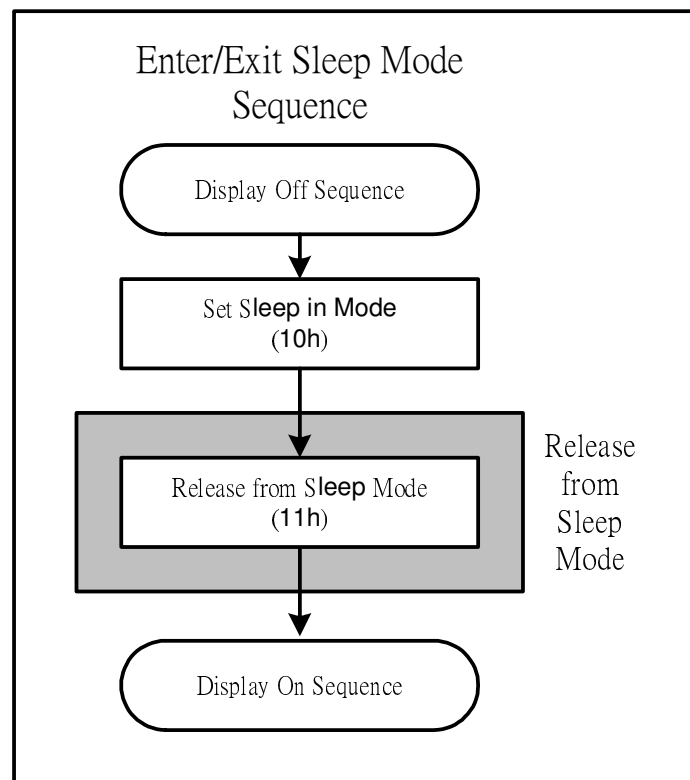 Enter/Exit Sleep Mode
Sequence
Display Off Sequence
Set Sleep in Mode
(10h)
Release from Sleep Mode
(11h)
Release
from
Sleep
Mode
Display On Sequence